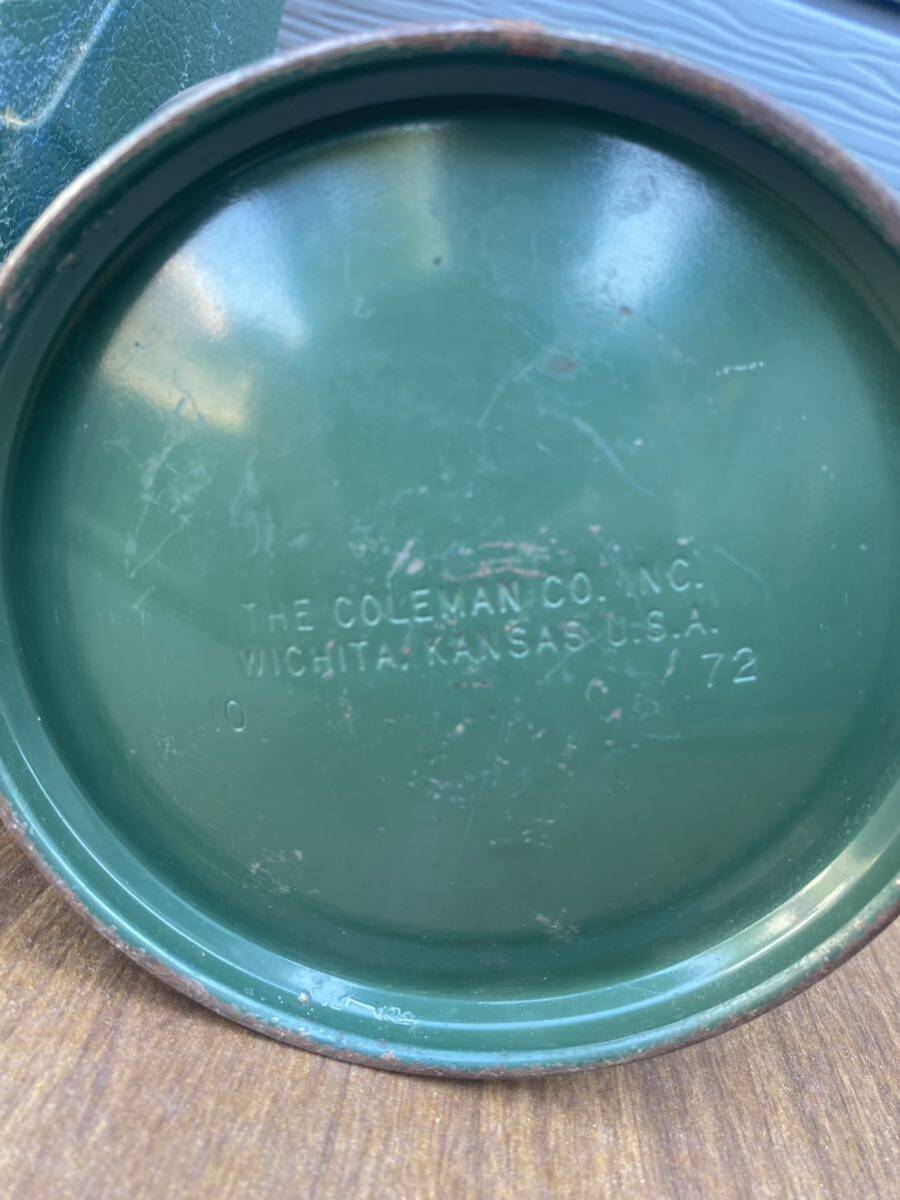 THE COLEMAN CO. INC.
WICHITA, KANSAS U.S.A.
10 72